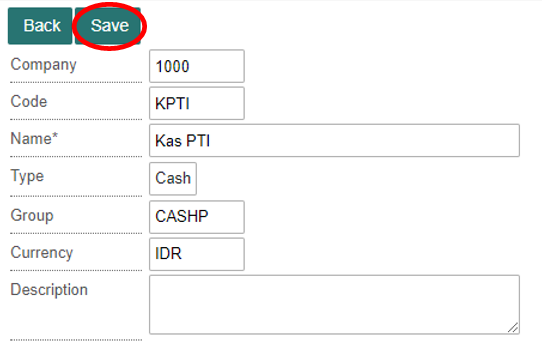 Back Save
Company 1000
Code KPTI
Name* Kas PTI
Type Cash
Group CASHP
Currency IDR
Description